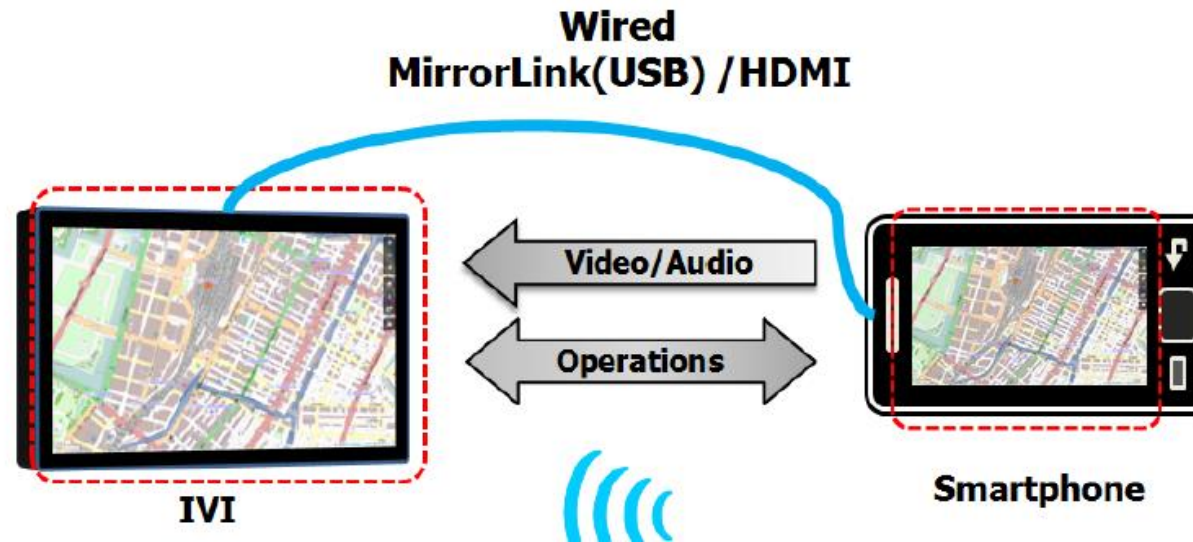 Wired
MirrorLink(USB) /HDMI
Video/Audio
Operations
IVI
Smartphone